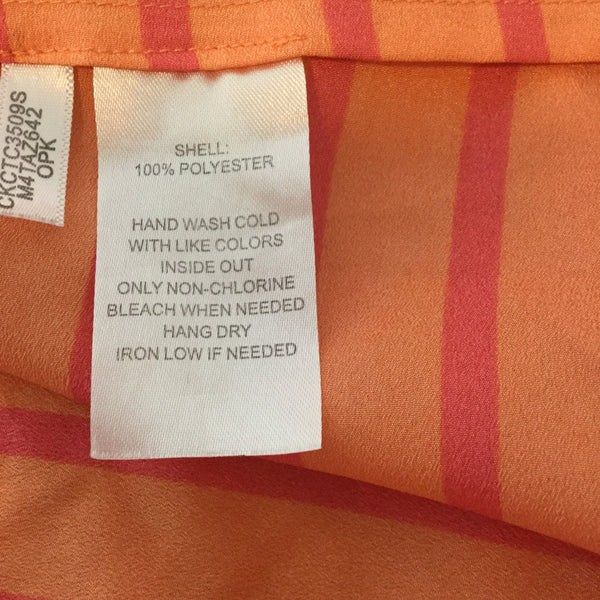 CKCTC3509S
M4TAZ642
OPK
SHELL:
100% POLYESTER
HAND WASH COLD
WITH LIKE COLORS
INSIDE OUT
ONLY NON-CHLORINE
BLEACH WHEN NEEDED
HANG DRY
IRON LOW IF NEEDED